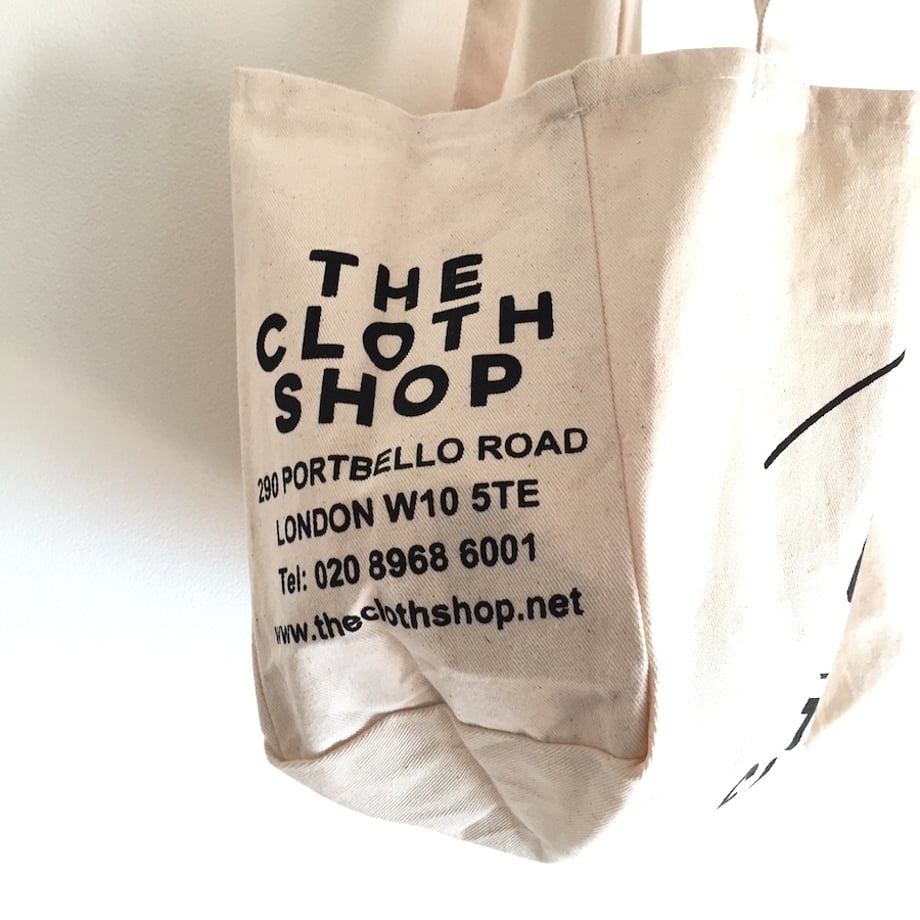 THE
CLOTH
SHOP
290 PORTBELLO ROAD
LONDON W10 5TE
Tel: 020 8968 6001
www.theclothshop.net